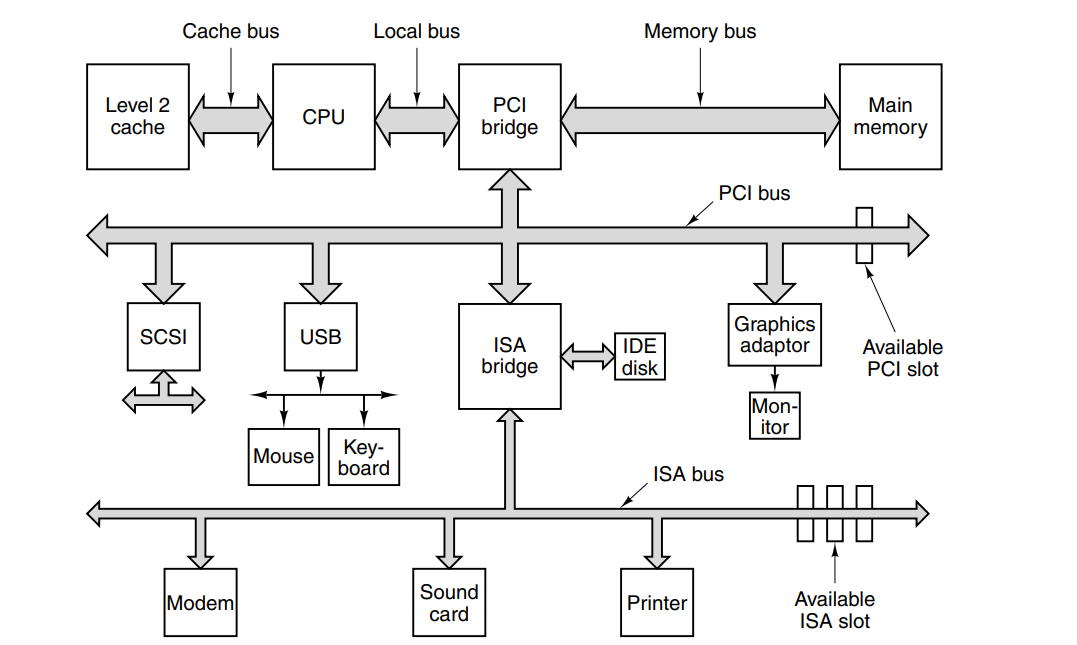 Cache bus
Local bus
Memory bus
Level 2
cache
CPU
PCI
bridge
Main
memory
PCI bus
SCSI
USB
ISA
bridge
IDE
disk
Graphics
adaptor
Available
PCI slot
Mon-
itor
Mouse
Key-
board
ISA bus
Modem
Sound
card
Printer
Available
ISA slot